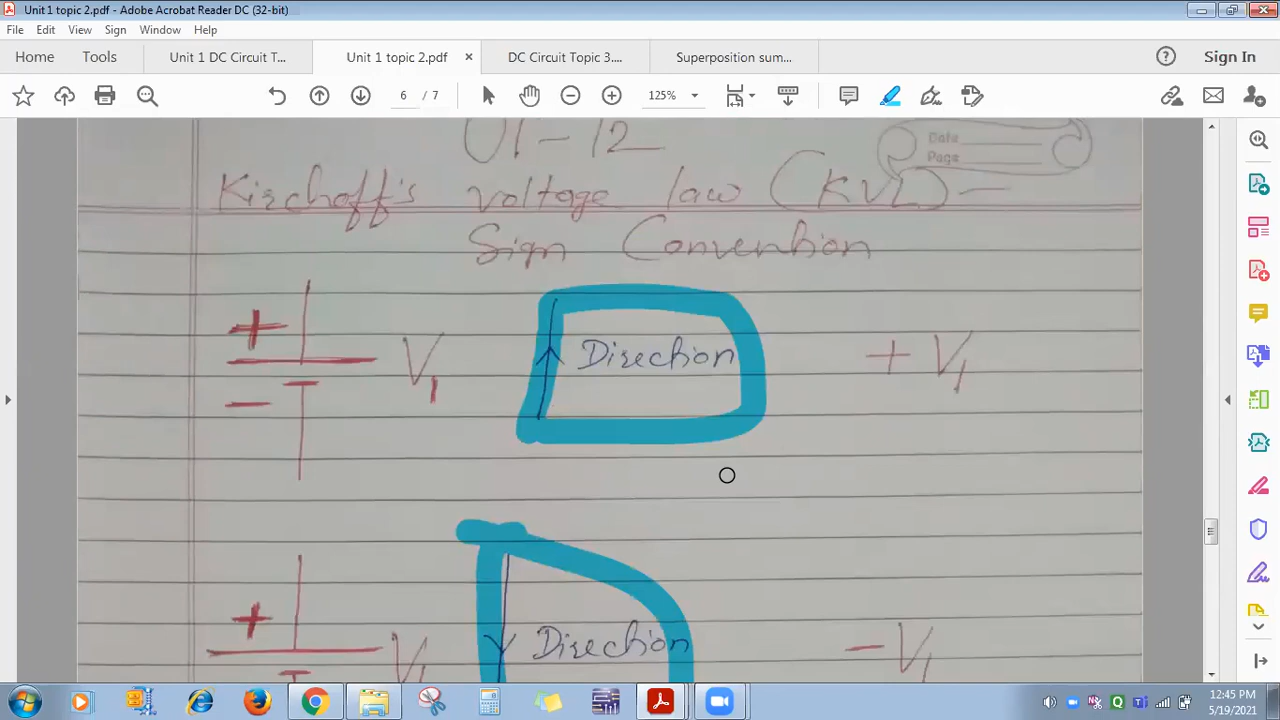 Unit 1 topic 2.pdf - Adobe Acrobat Reader DC (32-bit)
File Edit View Sign Window Help
Home Tools Unit 1 DC Circuit T... Unit 1 topic 2.pdf × DC Circuit Topic 3.... Superposition sum... Sign In
6 / 7 125%
01-12
Date
Page
Kirchoff's voltage law (KVL) —
Sign Convention
+
- V1 Direction + V1
+
V1 Direction - V1
12:45 PM
5/19/2021